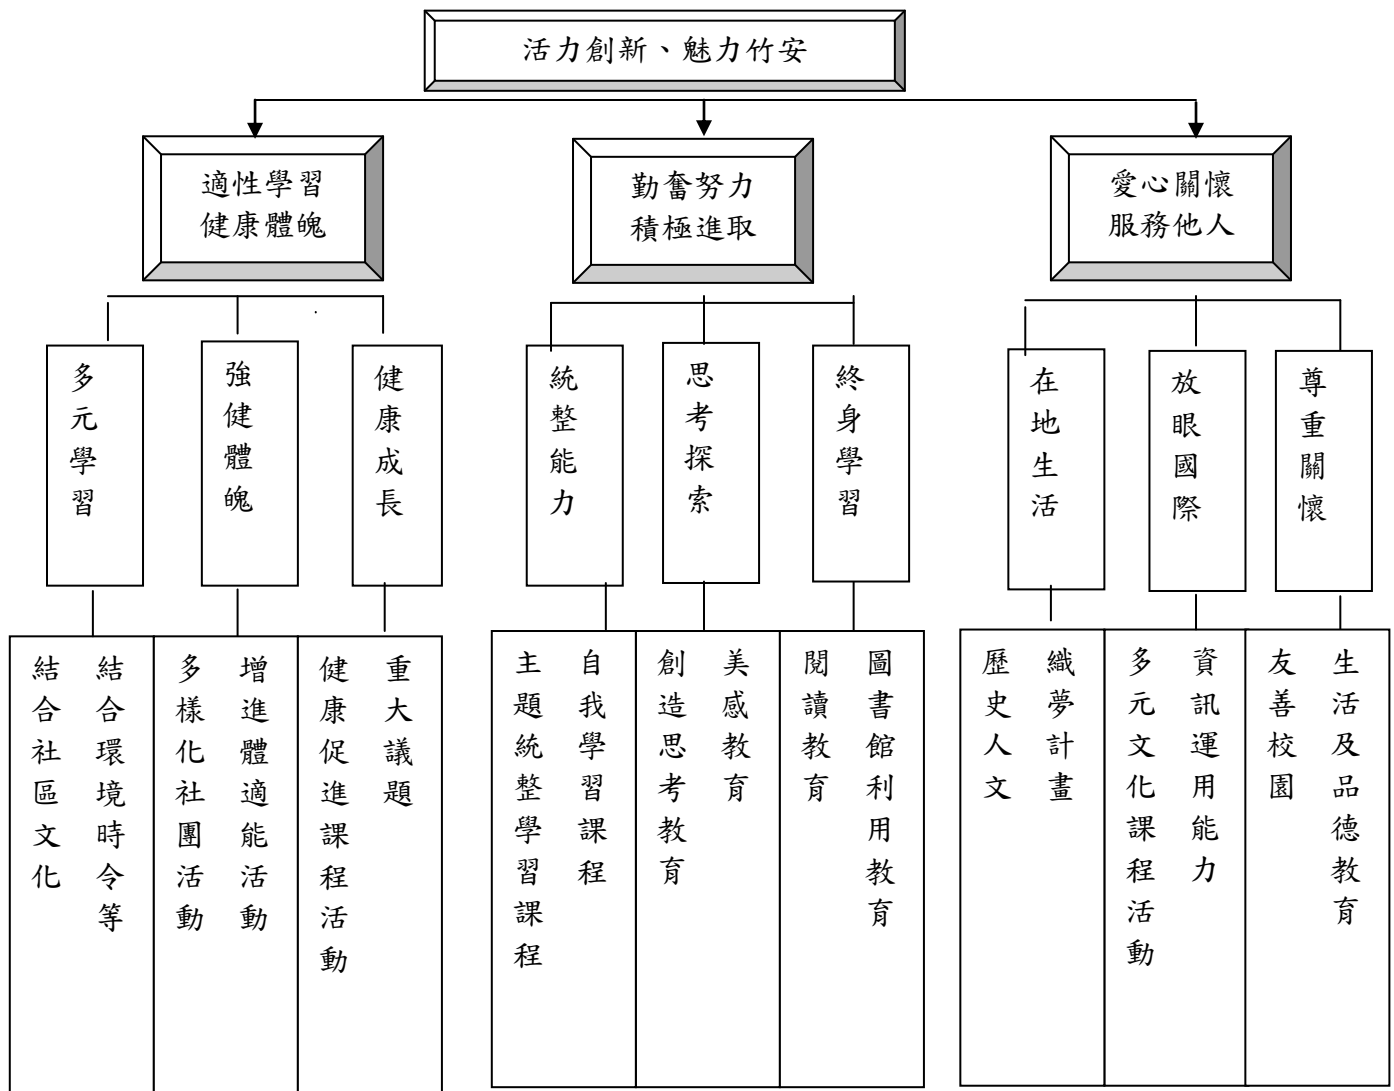 活力創新、魅力竹安
適性學習
健康體魄
勤奮努力
積極進取
愛心關懷
服務他人
多元學習
強健體魄
健康成長
統整能力
思考探索
終身學習
在地生活
放眼國際
尊重關懷
結合環境時令等
結合社區文化
增進體適能活動
多樣化社團活動
重大議題
健康促進課程活動
自我學習課程
主題統整學習課程
美感教育
創造思考教育
圖書館利用教育
閱讀教育
織夢計畫
歷史人文
資訊運用能力
多元文化課程活動
生活及品德教育
友善校園